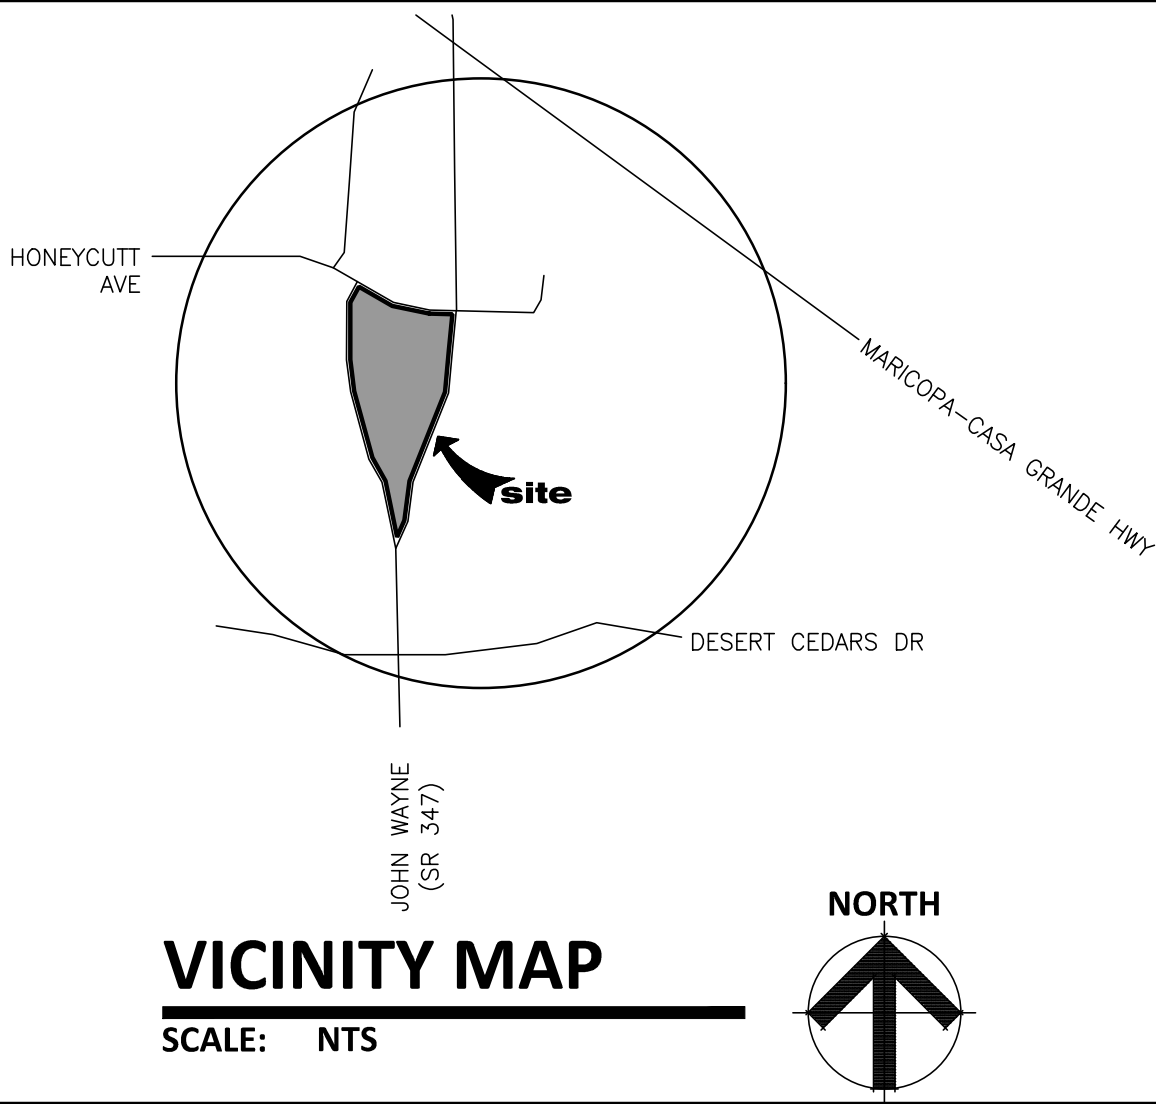 HONEYCUTT
AVE
MARICOPA-CASA GRANDE HWY
site
DESERT CEDARS DR
JOHN WAYNE
(SR 347)
NORTH
VICINITY MAP
SCALE: NTS